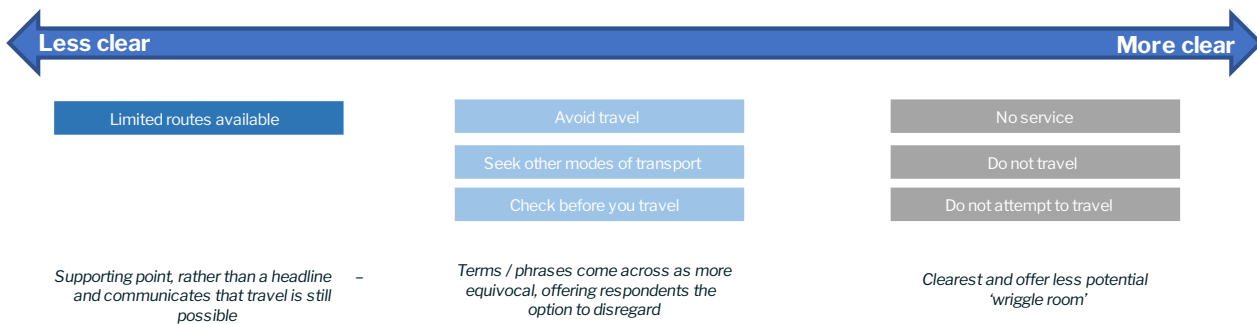 Less clear
More clear
Limited routes available
Avoid travel
Seek other modes of transport
Check before you travel
No service
Do not travel
Do not attempt to travel
Supporting point, rather than a headline –
and communicates that travel is still
possible
Terms / phrases come across as more
equivocal, offering respondents the
option to disregard
Clearest and offer less potential
‘wriggle room’